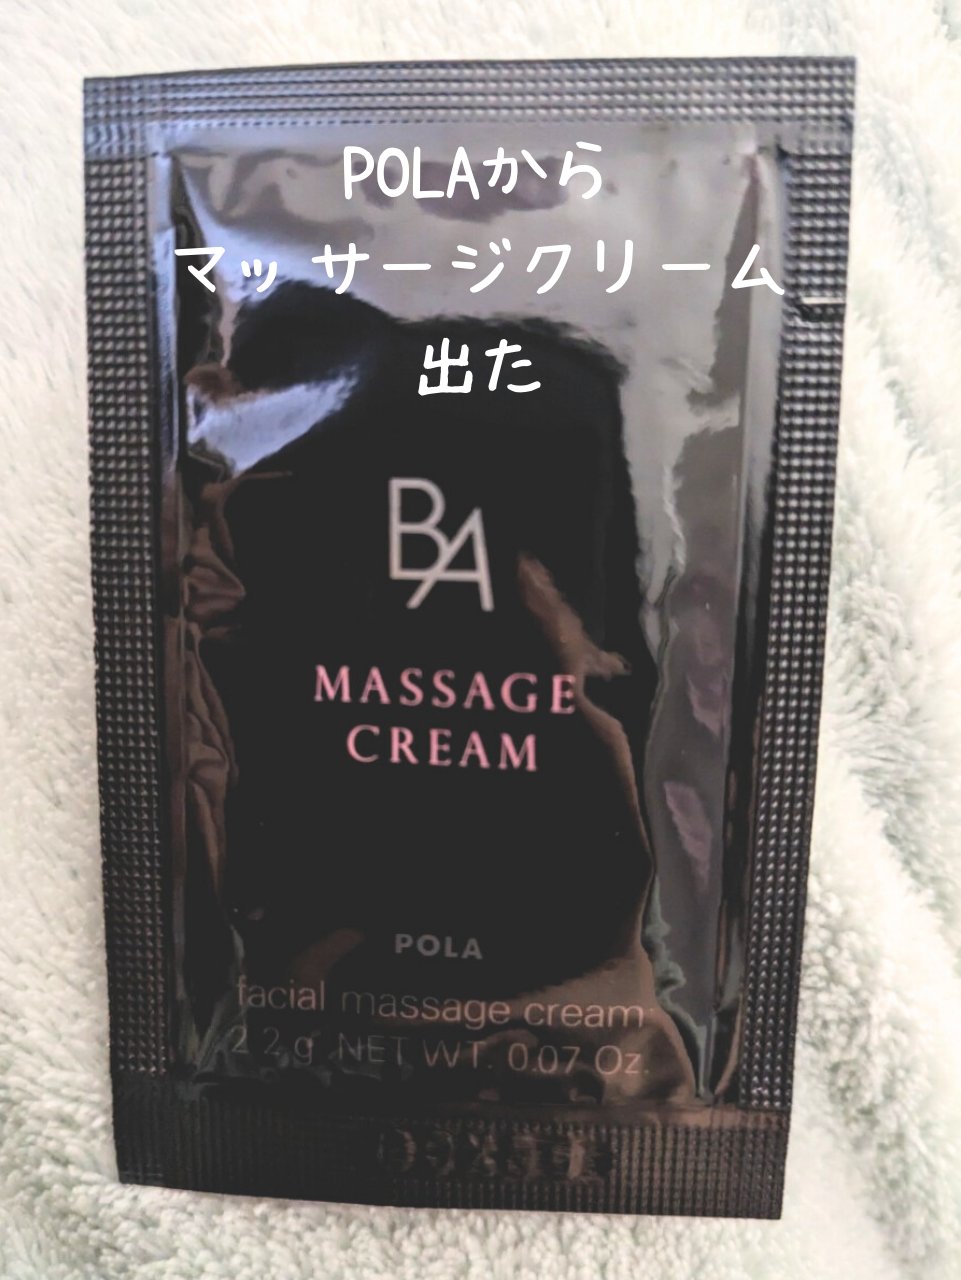 POLAから
マッサージクリーム
出た
BA
MASSAGE
CREAM
POLA
facial massage cream
2.2g NET WT. 0.07 Oz.